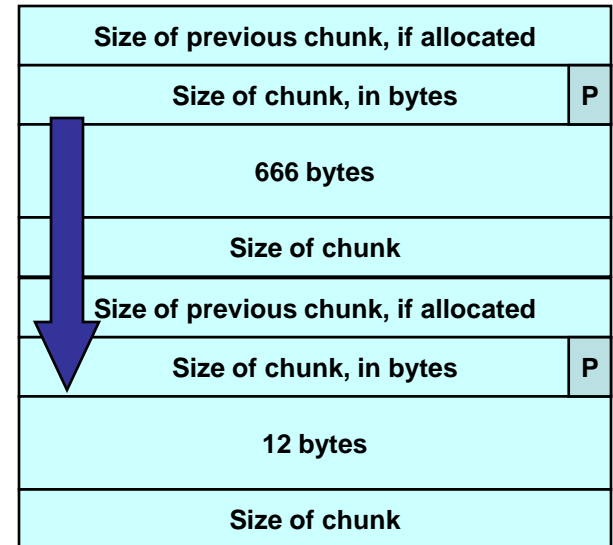 Size of previous chunk, if allocated
Size of chunk, in bytes P
666 bytes
Size of chunk
Size of previous chunk, if allocated
Size of chunk, in bytes P
12 bytes
Size of chunk